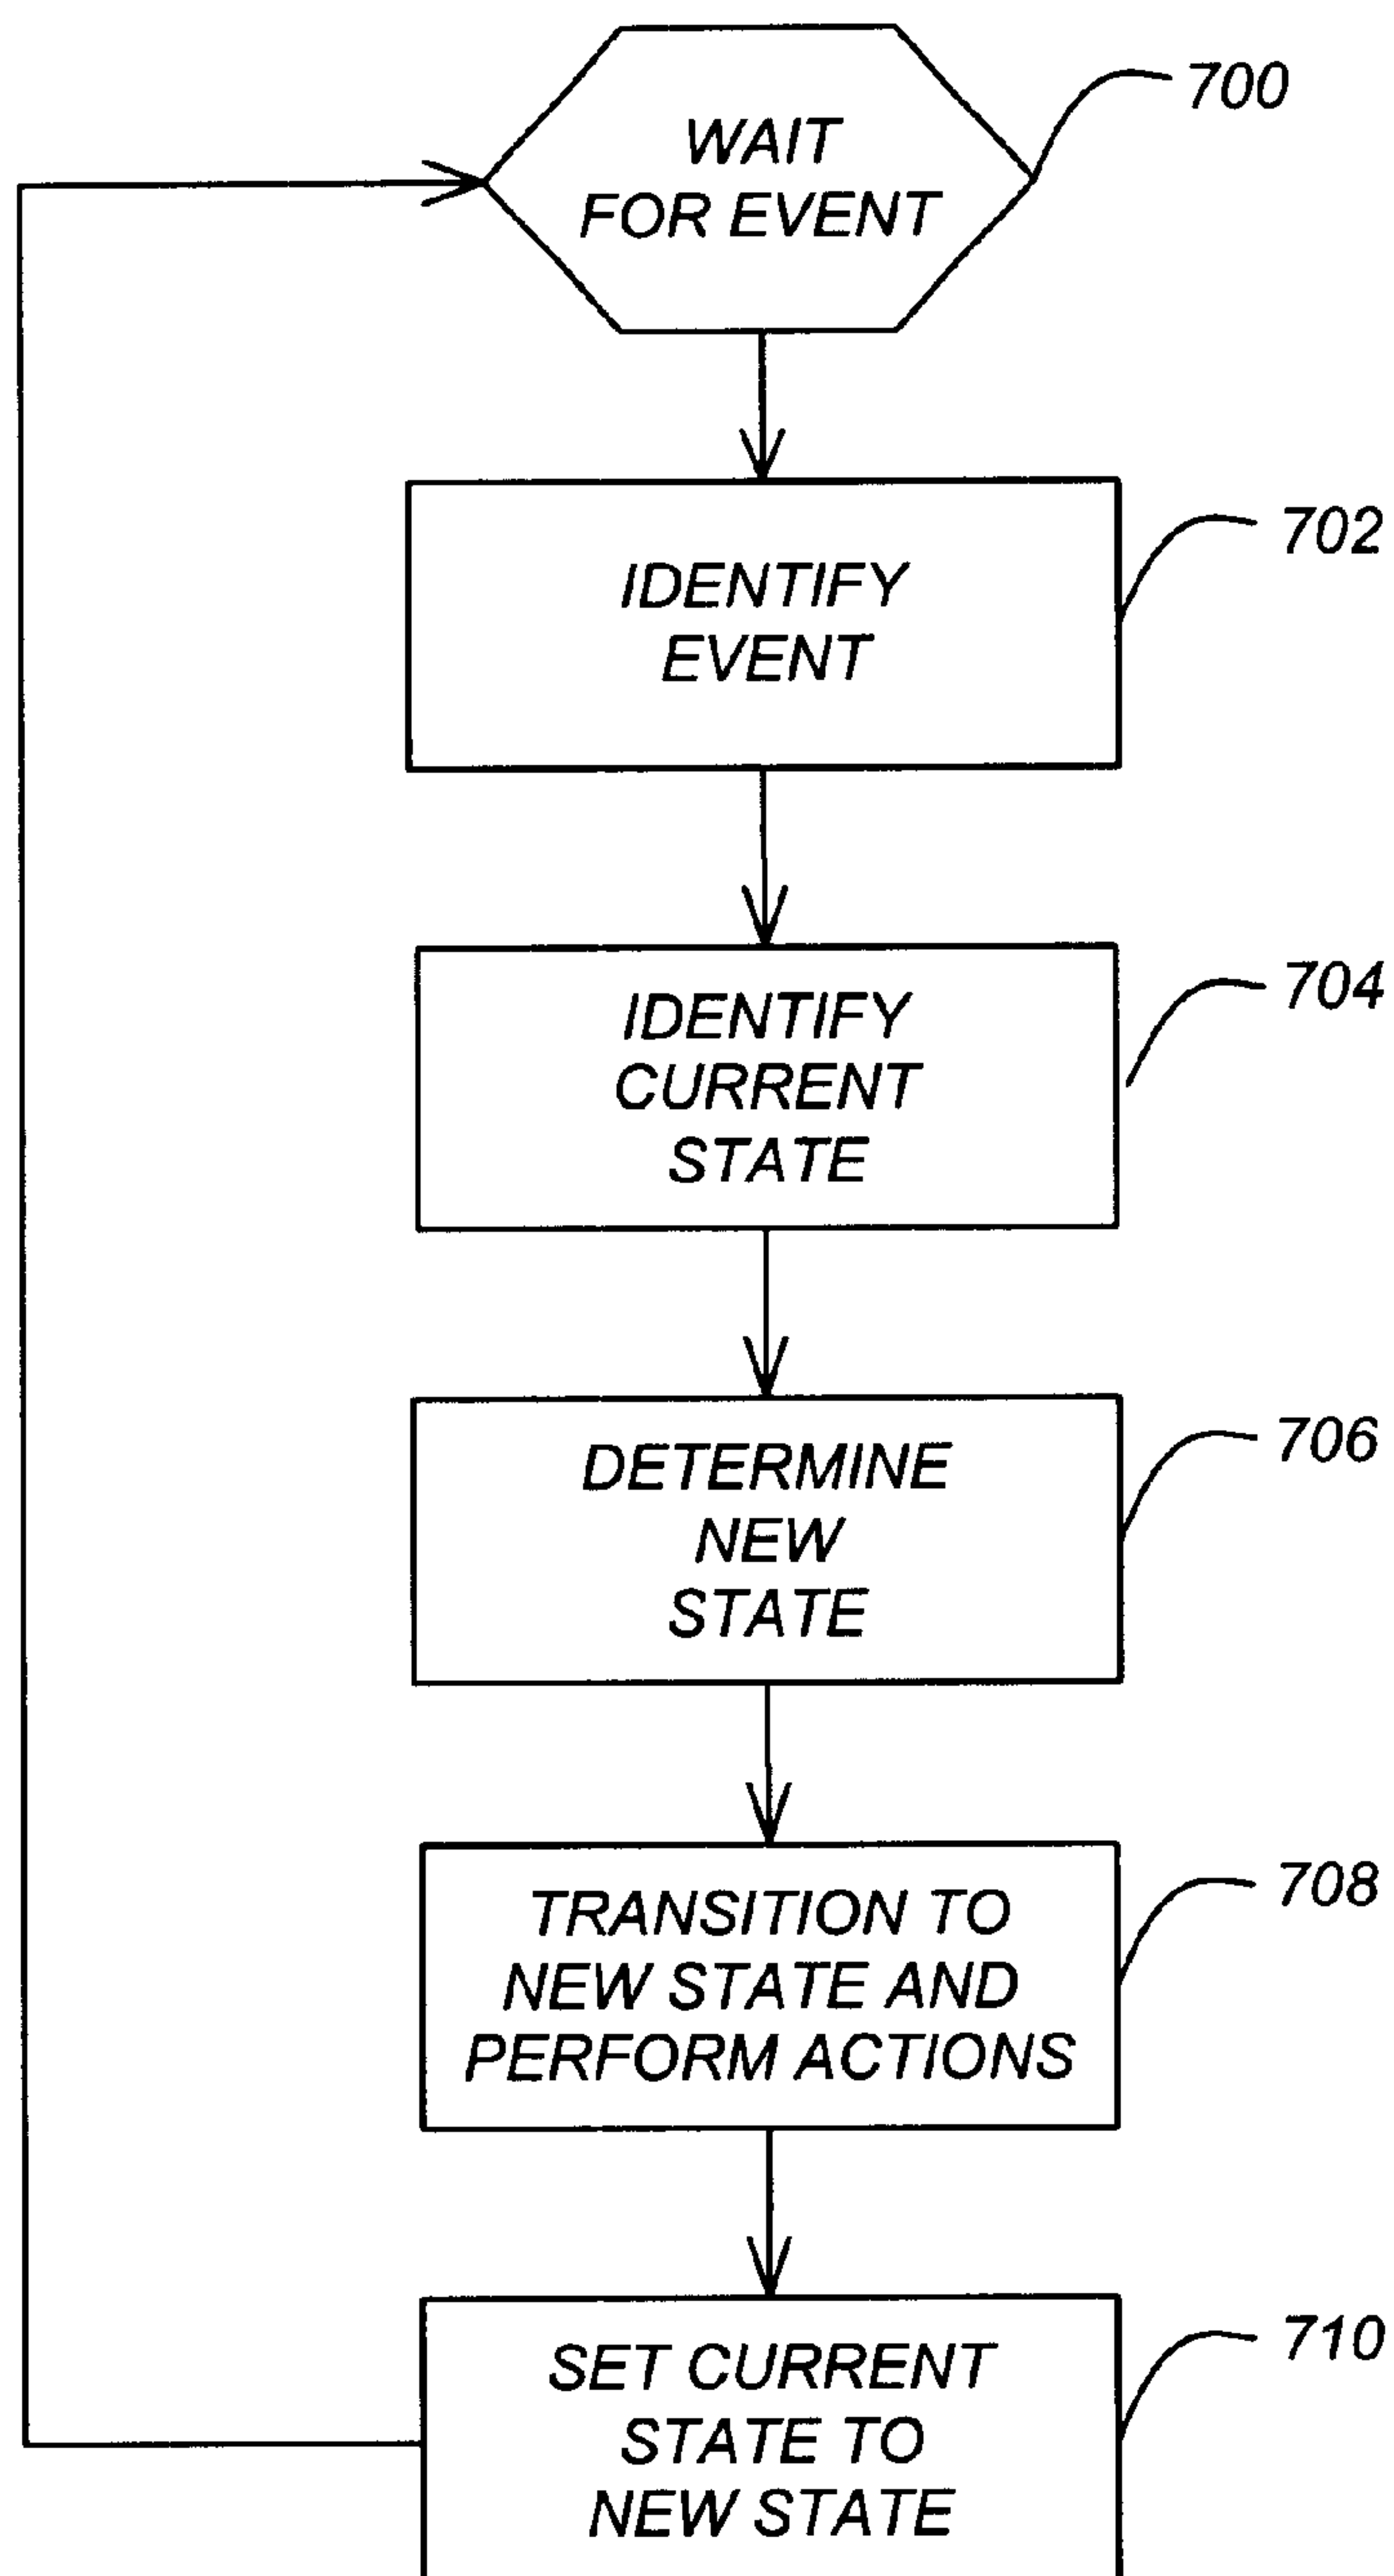 700
WAIT
FOR EVENT
702
IDENTIFY
EVENT
704
IDENTIFY
CURRENT
STATE
706
DETERMINE
NEW
STATE
708
TRANSITION TO
NEW STATE AND
PERFORM ACTIONS
710
SET CURRENT
STATE TO
NEW STATE